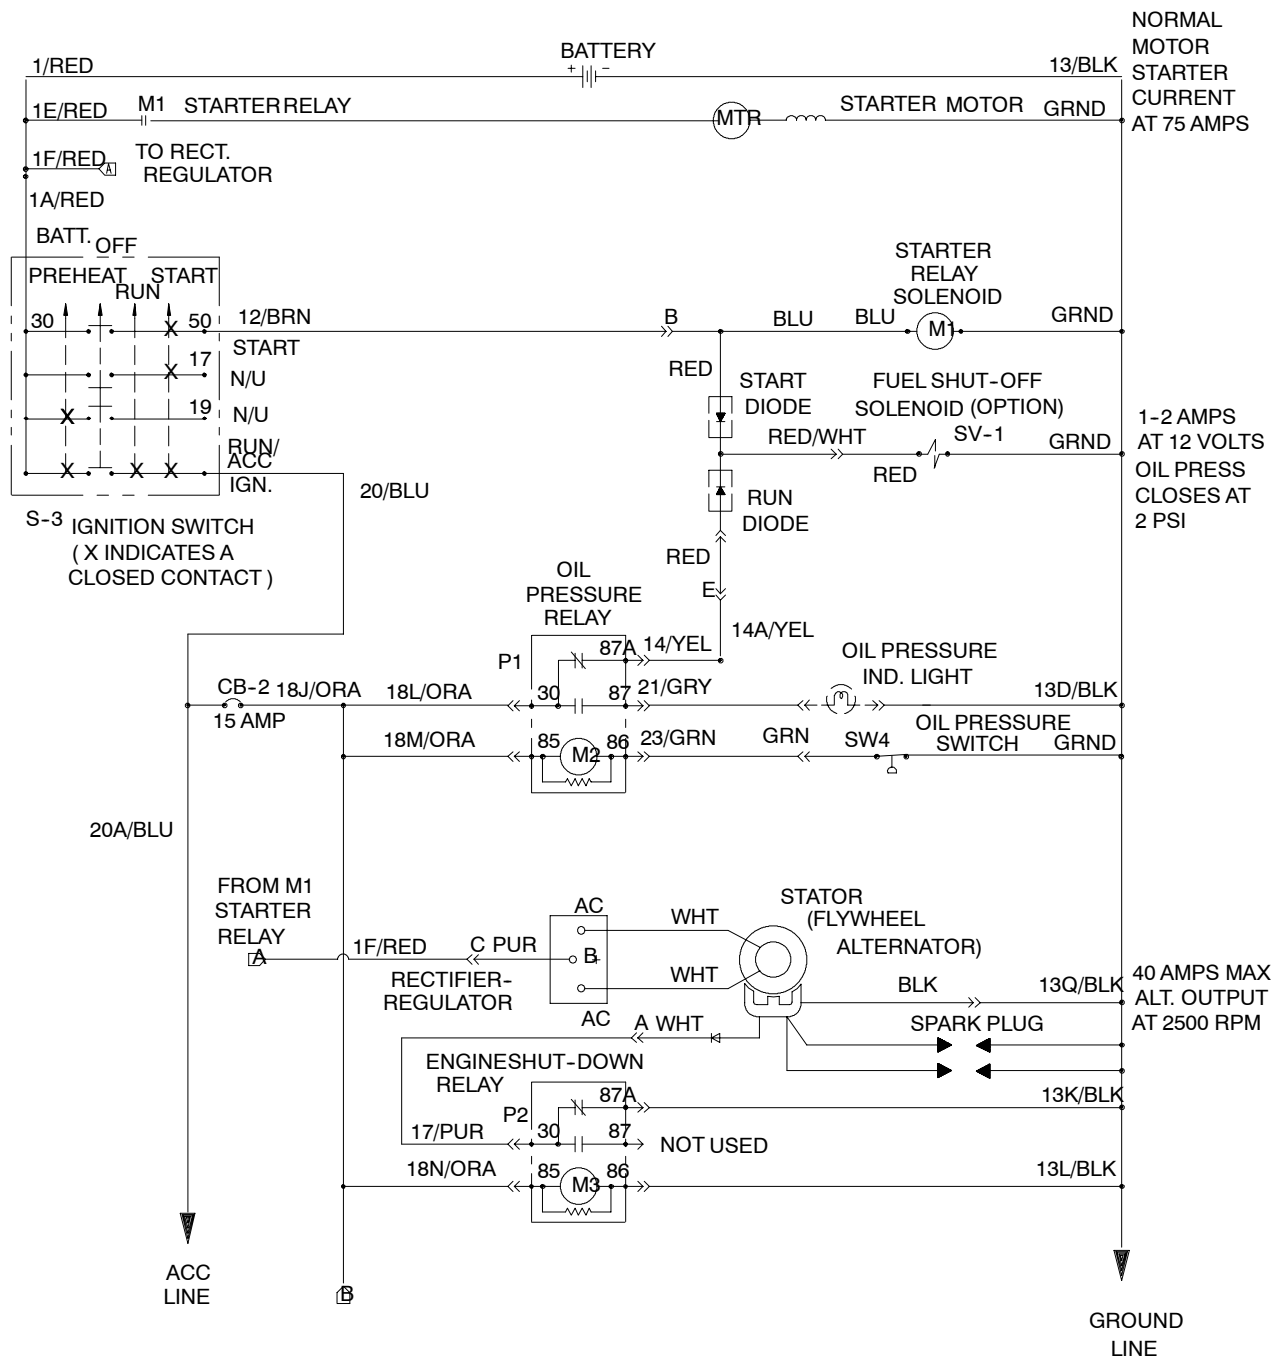 NORMAL
MOTOR
STARTER
CURRENT
AT 75 AMPS
BATTERY
+ -
1/RED
13/BLK
1E/RED
M1
STARTER RELAY
MTR
STARTER MOTOR
GRND
1F/RED
A
TO RECT.
REGULATOR
1A/RED
BATT.
OFF
PREHEAT
START
RUN
30
50
12/BRN
START
17
N/U
19
N/U
RUN/
ACC
IGN.
X
X
X
X
X
X
20/BLU
S-3
IGNITION SWITCH
( X INDICATES A
CLOSED CONTACT )
B
BLU
BLU
STARTER
RELAY
SOLENOID
M1
GRND
RED
START
DIODE
FUEL SHUT-OFF
SOLENOID (OPTION)
SV-1
RED/WHT
RED
GRND
1-2 AMPS
AT 12 VOLTS
OIL PRESS
CLOSES AT
2 PSI
RUN
DIODE
RED
E
14A/YEL
OIL
PRESSURE
RELAY
P1
87A
14/YEL
CB-2
15 AMP
18J/ORA
18L/ORA
30
87
21/GRY
OIL PRESSURE
IND. LIGHT
13D/BLK
18M/ORA
85
M2
86
23/GRN
GRN
SW4
OIL PRESSURE
SWITCH
GRND
20A/BLU
FROM M1
STARTER
RELAY
A
1F/RED
C PUR
RECTIFIER-
REGULATOR
AC
B+
AC
WHT
WHT
STATOR
(FLYWHEEL
ALTERNATOR)
BLK
13Q/BLK
40 AMPS MAX
ALT. OUTPUT
AT 2500 RPM
A WHT
SPARK PLUG
ENGINE SHUT-DOWN
RELAY
P2
87A
13K/BLK
17/PUR
30
87
NOT USED
18N/ORA
85
M3
86
13L/BLK
ACC
LINE
B
GROUND
LINE